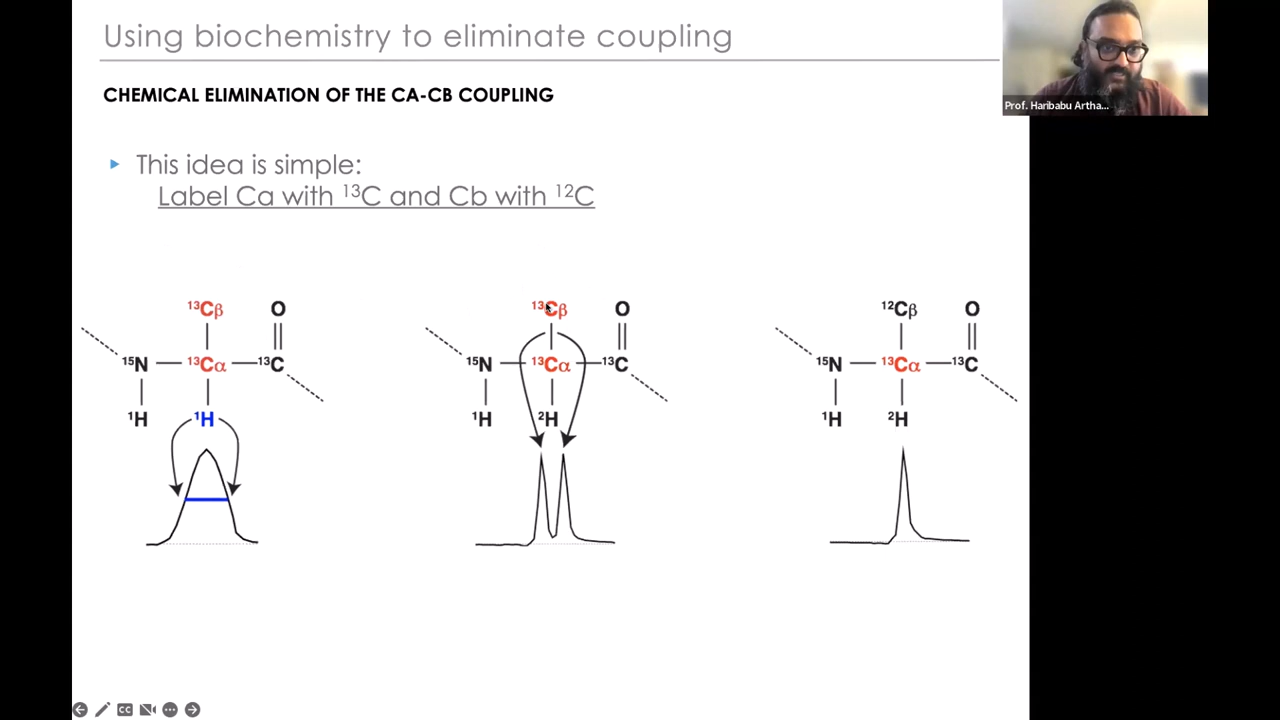 Using biochemistry to eliminate coupling
Prof. Haribabu Artha...
CHEMICAL ELIMINATION OF THE CA-CB COUPLING
This idea is simple:
Label Ca with ¹³C and Cb with ¹²C
¹³Cβ O
¹⁵N ¹³Cα ¹³C
¹H ¹H
¹³Cβ O
¹⁵N ¹³Cα ¹³C
¹H ²H
¹²Cβ O
¹⁵N ¹³Cα ¹³C
¹H ²H
CC